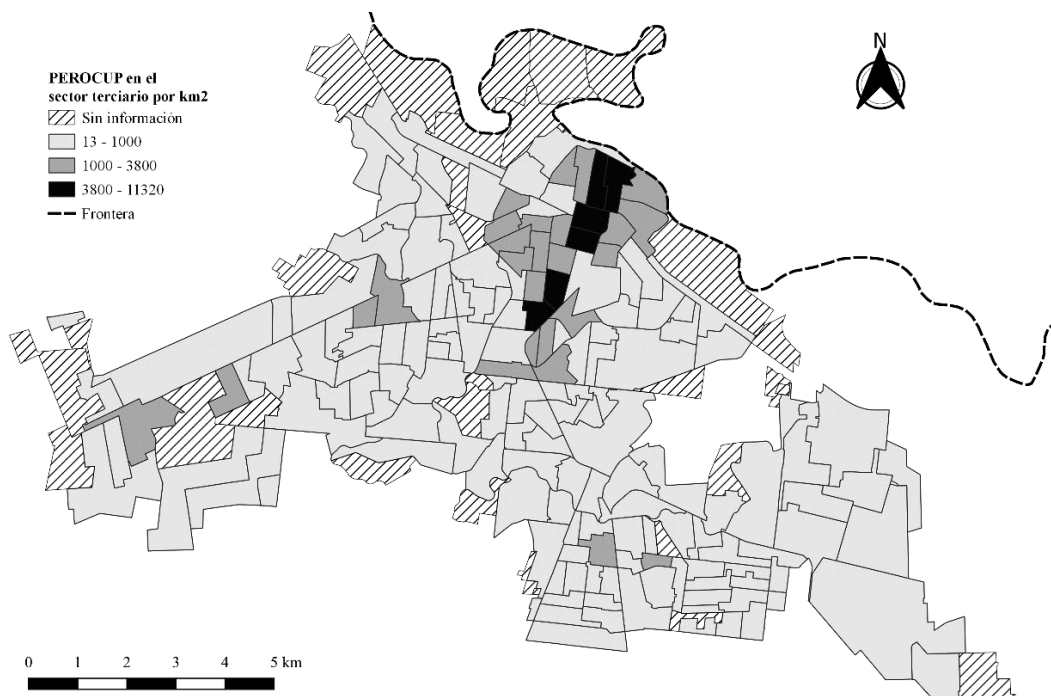 N
PEROCUP en el
sector terciario por km2
Sin información
13 - 1000
1000 - 3800
3800 - 11320
Frontera
0 1 2 3 4 5 km